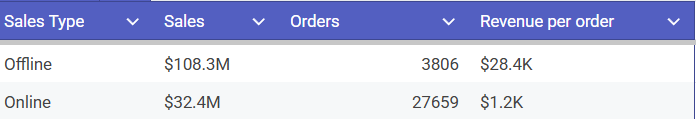 Sales Type Sales Orders Revenue per order
Offline $108.3M 3806 $28.4K
Online $32.4M 27659 $1.2K